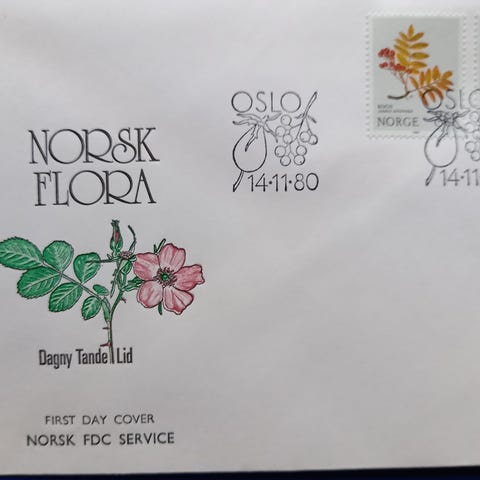 NORSK
FLORA
Dagny Tande Lid
FIRST DAY COVER
NORSK FDC SERVICE
OSLO
14·11·80
NORGE
OSLO
14·11